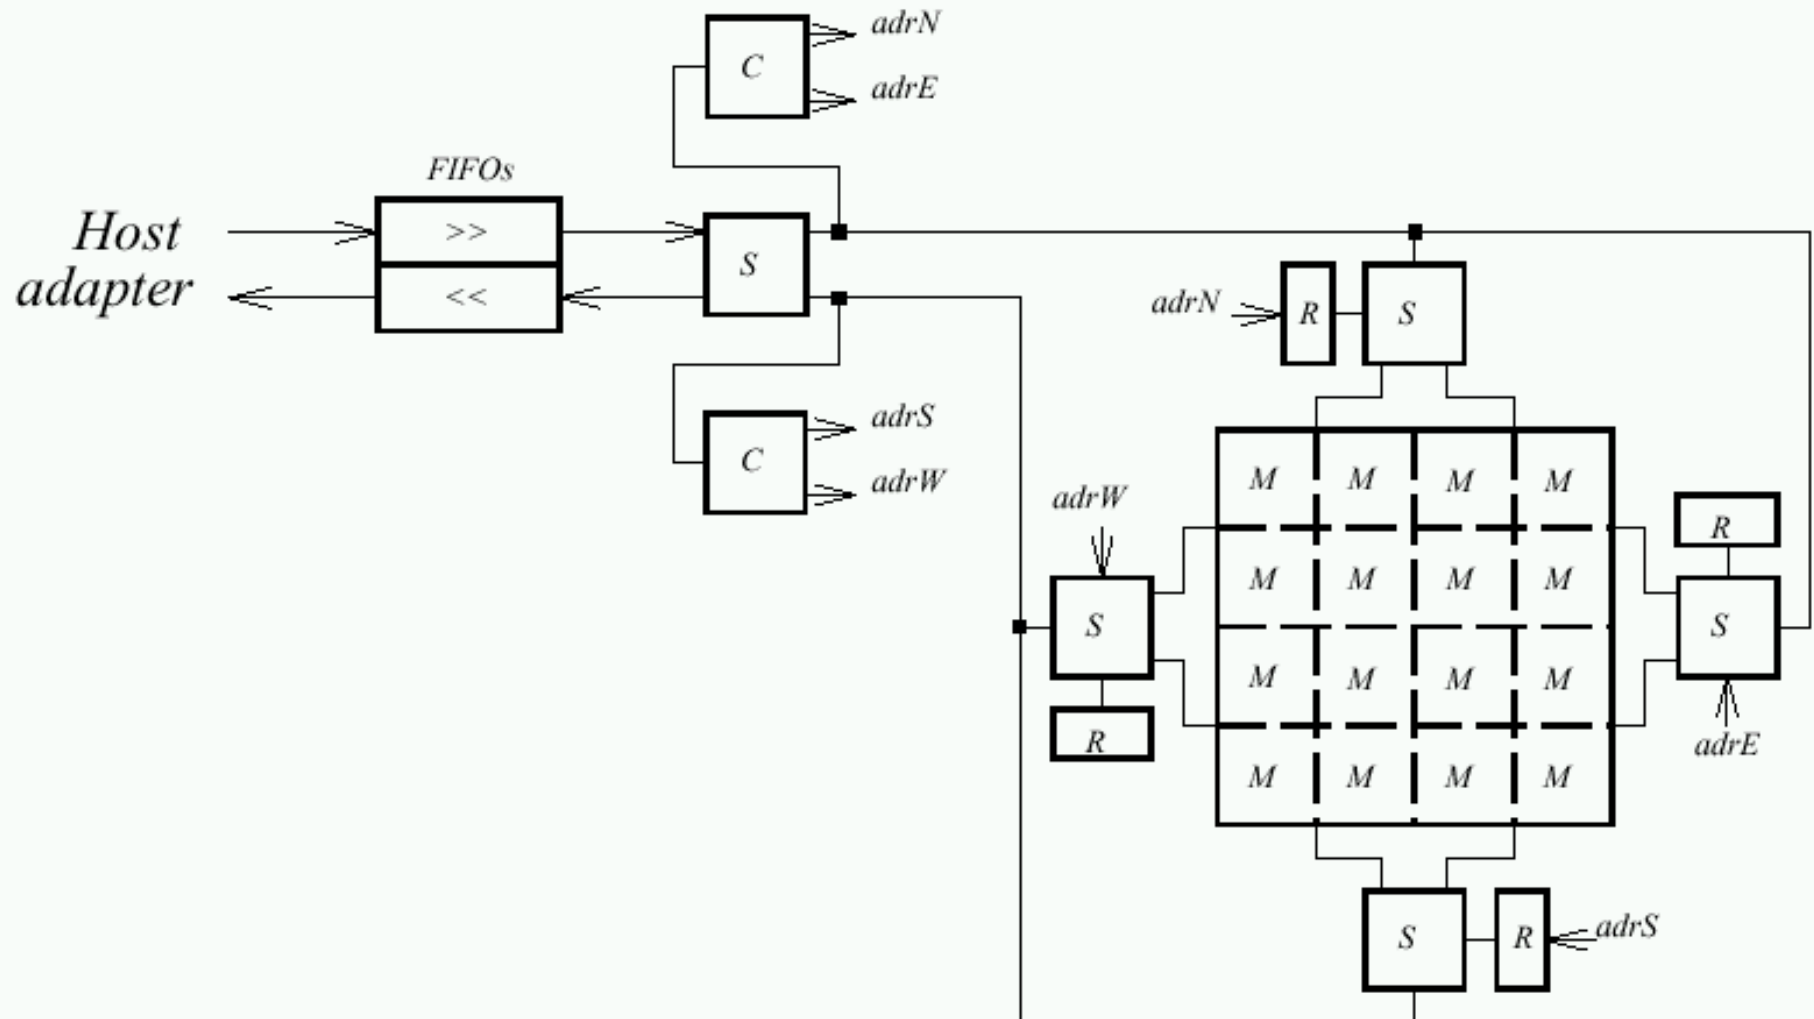 adrN
C
adrE
FIFOs
Host
adapter
>>
<<
S
adrN
R
S
C
adrS
adrW
adrW
S
R
M M M M
M M M M
M M M M
M M M M
R
S
adrE
S
R
adrS